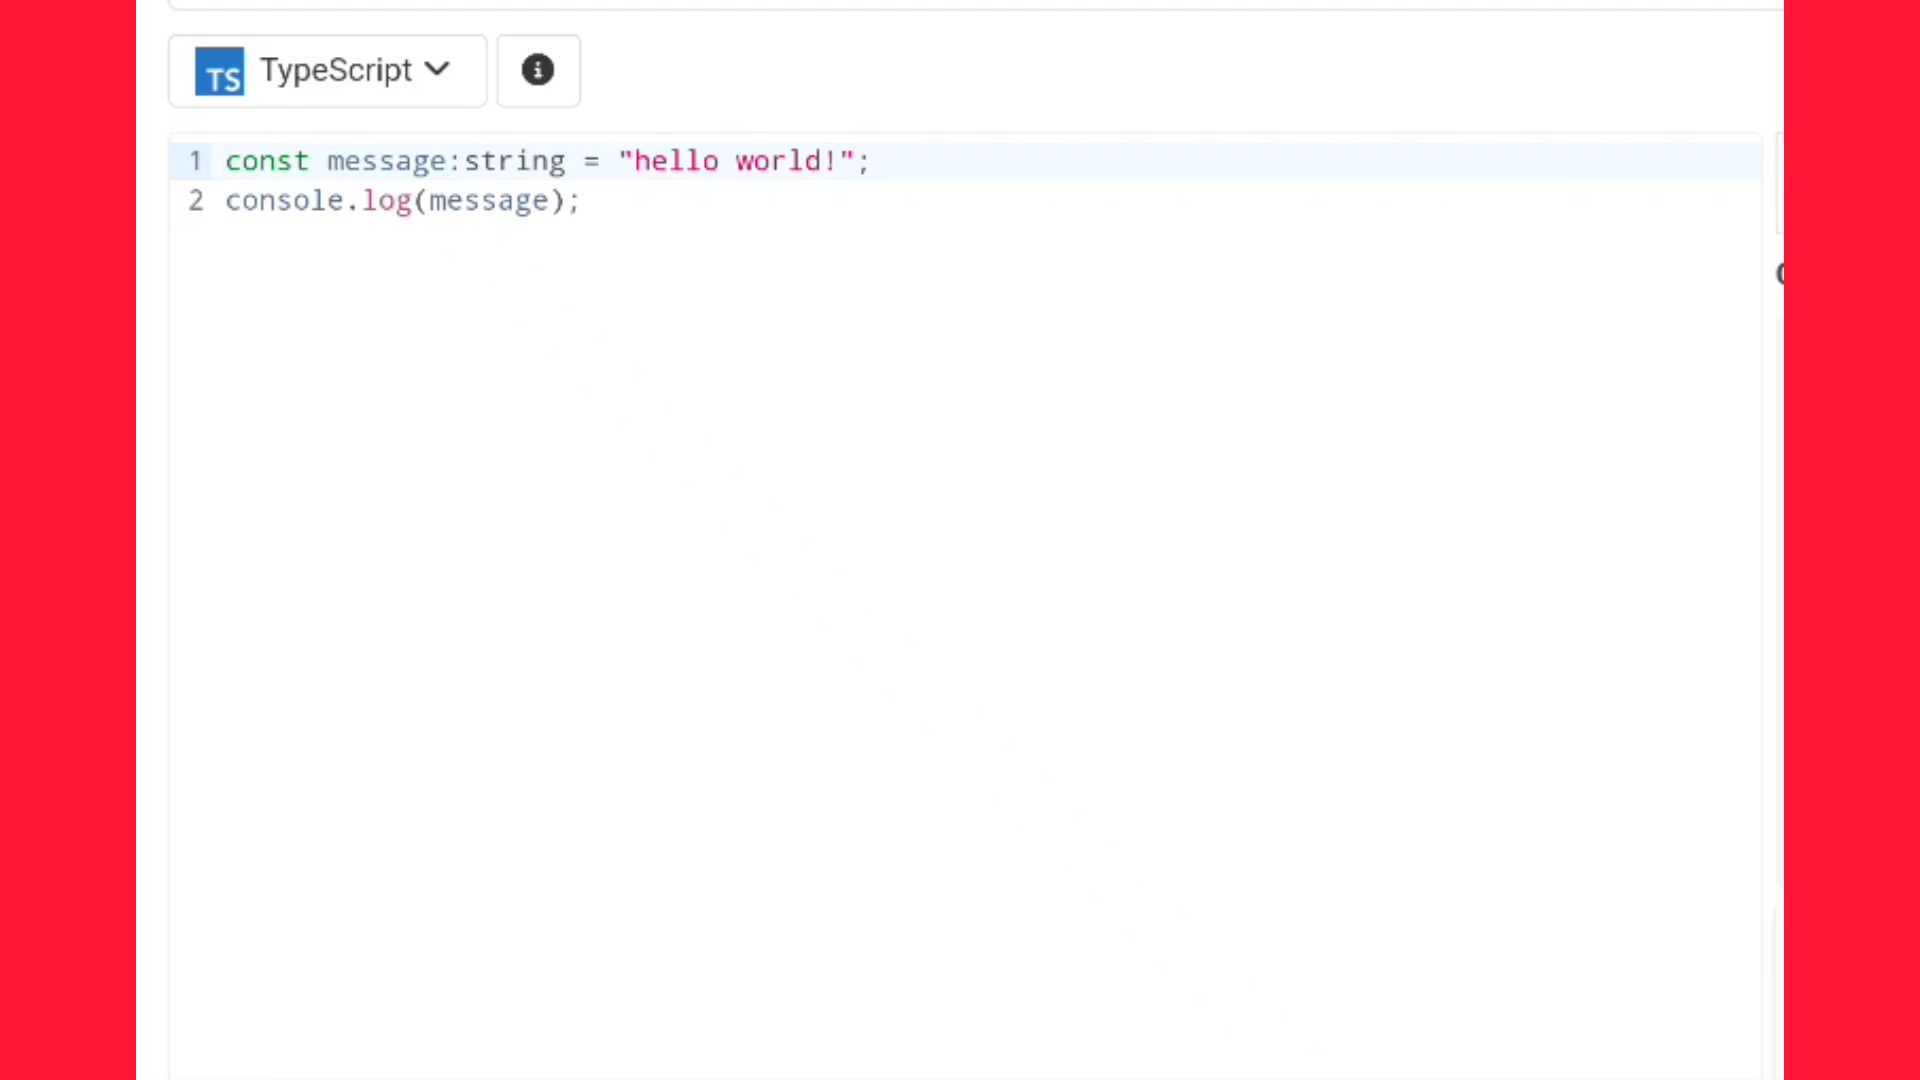 TS TypeScript
1 const message:string = "hello world!";
2 console.log(message);